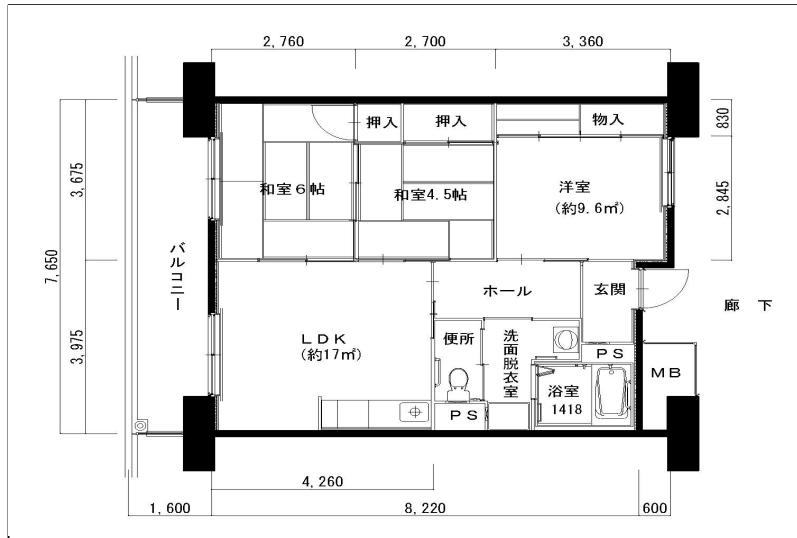 2,760
2,700
3,360
押入
押入
物入
830
3,675
和室6帖
和室4.5帖
洋室
(約9.6㎡)
2,845
7,650
バルコニー
ホール
玄関
廊 下
3,975
LDK
(約17㎡)
便所
洗面脱衣室
PS
MB
浴室
1418
PS
4,260
1,600
8,220
600